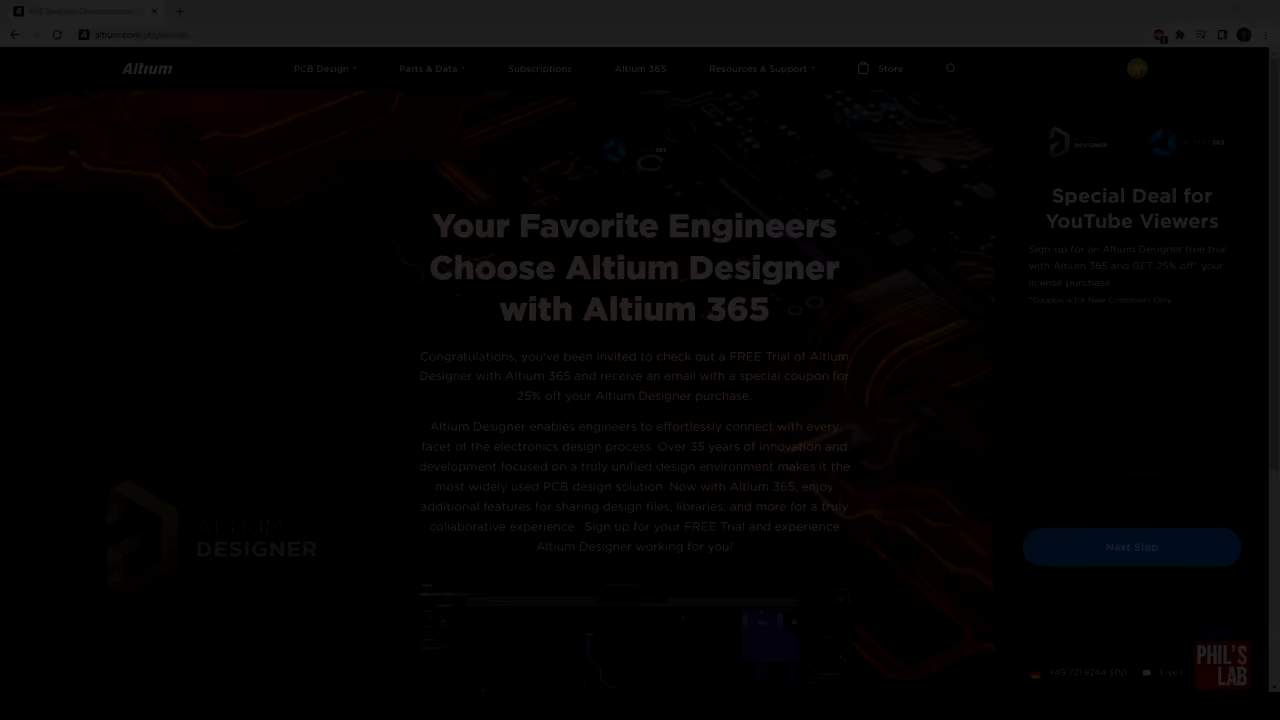 altium.com
Altium
PCB Design
Parts & Data
Subscriptions
Altium 365
Resources & Support
Store
DESIGNER
365
Special Deal for
YouTube Viewers
Sign-up for an Altium Designer free trial
with Altium 365 and GET 25% off* your
license purchase.
*Coupon is for New Customers Only
Next Step
Your Favorite Engineers
Choose Altium Designer
with Altium 365
Congratulations, you've been invited to check out a FREE Trial of Altium
Designer with Altium 365 and receive an email with a special coupon for
25% off your Altium Designer purchase.
Altium Designer enables engineers to effortlessly connect with every
facet of the electronics design process. Over 35 years of innovation and
development focused on a truly unified design environment makes it the
most widely used PCB design solution. Now with Altium 365, enjoy
additional features for sharing design files, libraries, and more for a truly
collaborative experience. Sign up for your FREE Trial and experience
Altium Designer working for you!
ALTIUM
DESIGNER
PHIL'S
LAB